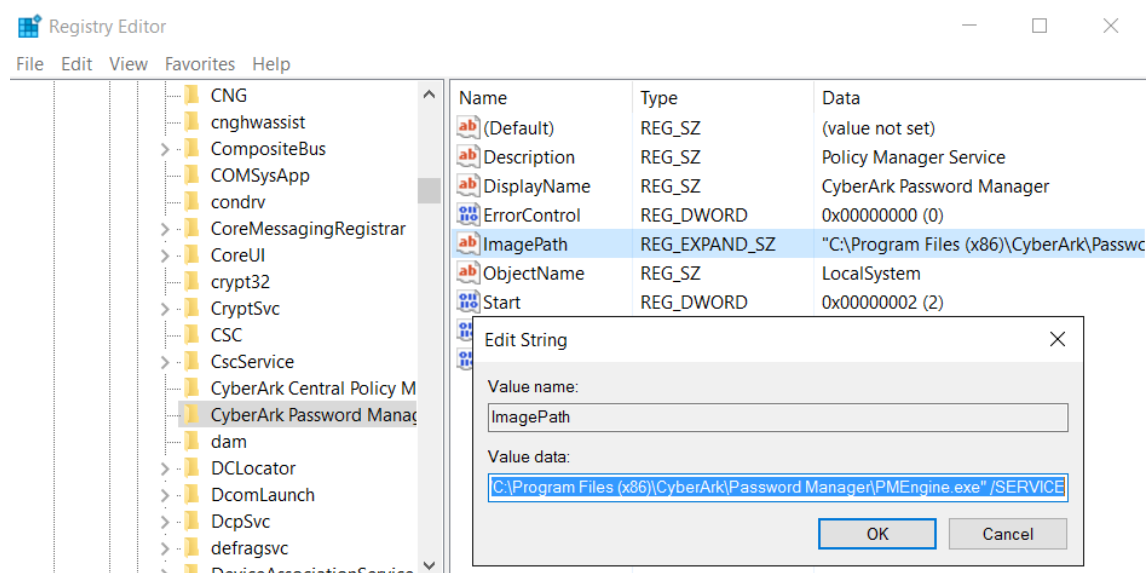 Registry Editor
File Edit View Favorites Help
CNG
cnghwassist
CompositeBus
COMSysApp
condrv
CoreMessagingRegistrar
CoreUI
crypt32
CryptSvc
CSC
CscService
CyberArk Central Policy M
CyberArk Password Manag
dam
DCLocator
DcomLaunch
DcpSvc
defragsvc
DeviceAssociationService
Name Type Data
(Default) REG_SZ (value not set)
Description REG_SZ Policy Manager Service
DisplayName REG_SZ CyberArk Password Manager
ErrorControl REG_DWORD 0x00000000 (0)
ImagePath REG_EXPAND_SZ "C:\Program Files (x86)\CyberArk\Passwo
ObjectName REG_SZ LocalSystem
Start REG_DWORD 0x00000002 (2)
Edit String
Value name:
ImagePath
Value data:
"C:\Program Files (x86)\CyberArk\Password Manager\PMEngine.exe" /SERVICE
OK Cancel